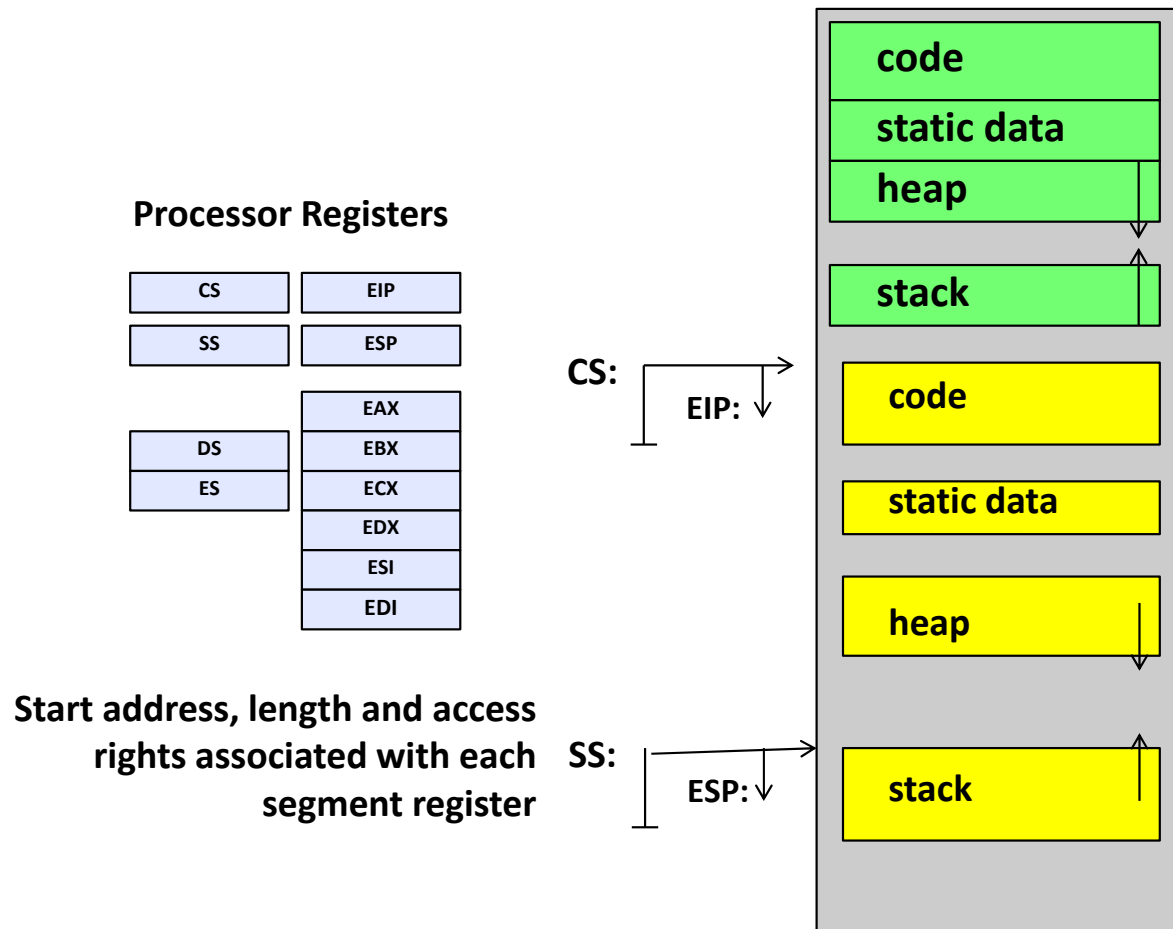 Processor Registers
CS
EIP
SS
ESP
EAX
DS
EBX
ES
ECX
EDX
ESI
EDI
Start address, length and access
rights associated with each
segment register
CS:
EIP:
SS:
ESP:
code
static data
heap
stack
code
static data
heap
stack